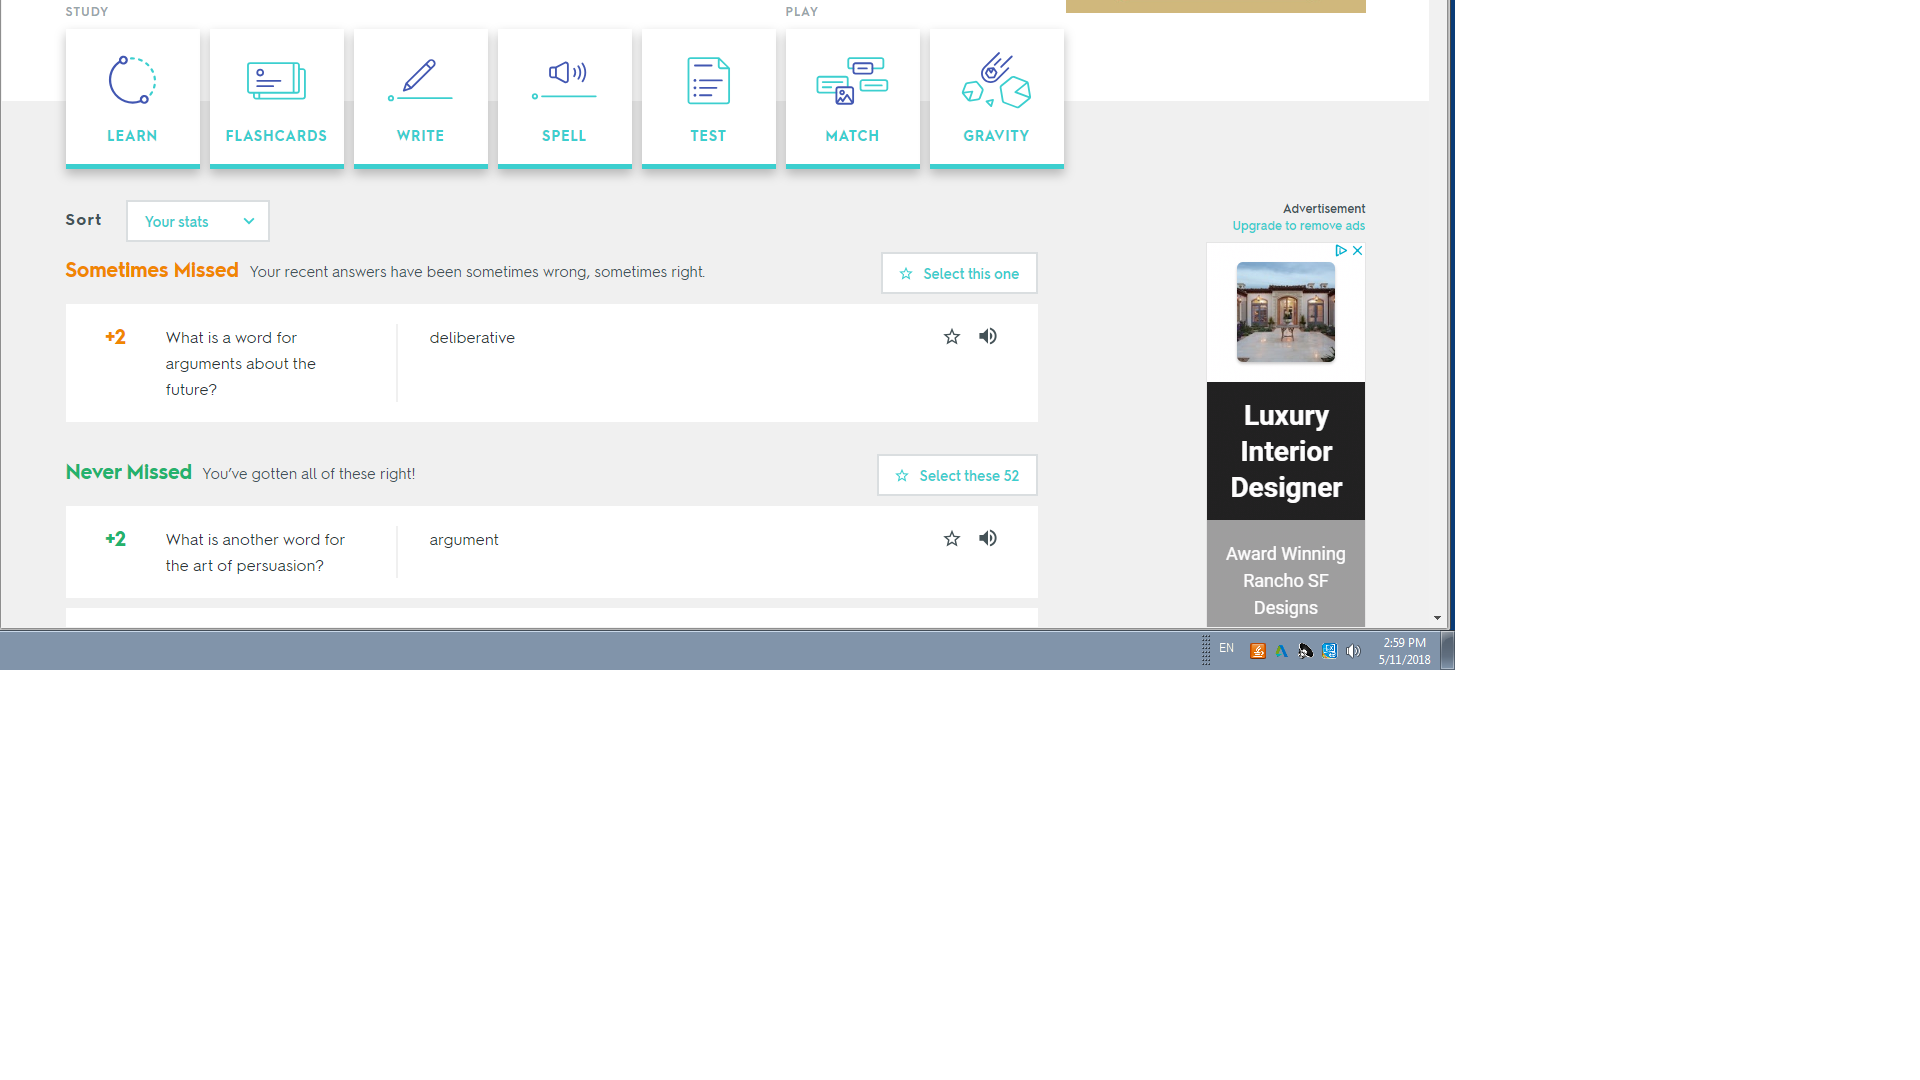 STUDY
PLAY
LEARN
FLASHCARDS
WRITE
SPELL
TEST
MATCH
GRAVITY
Sort
Your stats
Advertisement
Upgrade to remove ads
Sometimes Missed Your recent answers have been sometimes wrong, sometimes right.
Select this one
+2
What is a word for
arguments about the
future?
deliberative
Never Missed You've gotten all of these right!
Select these 52
+2
What is another word for
the art of persuasion?
argument
Luxury
Interior
Designer
Award Winning
Rancho SF
Designs
EN
2:59 PM
5/11/2018